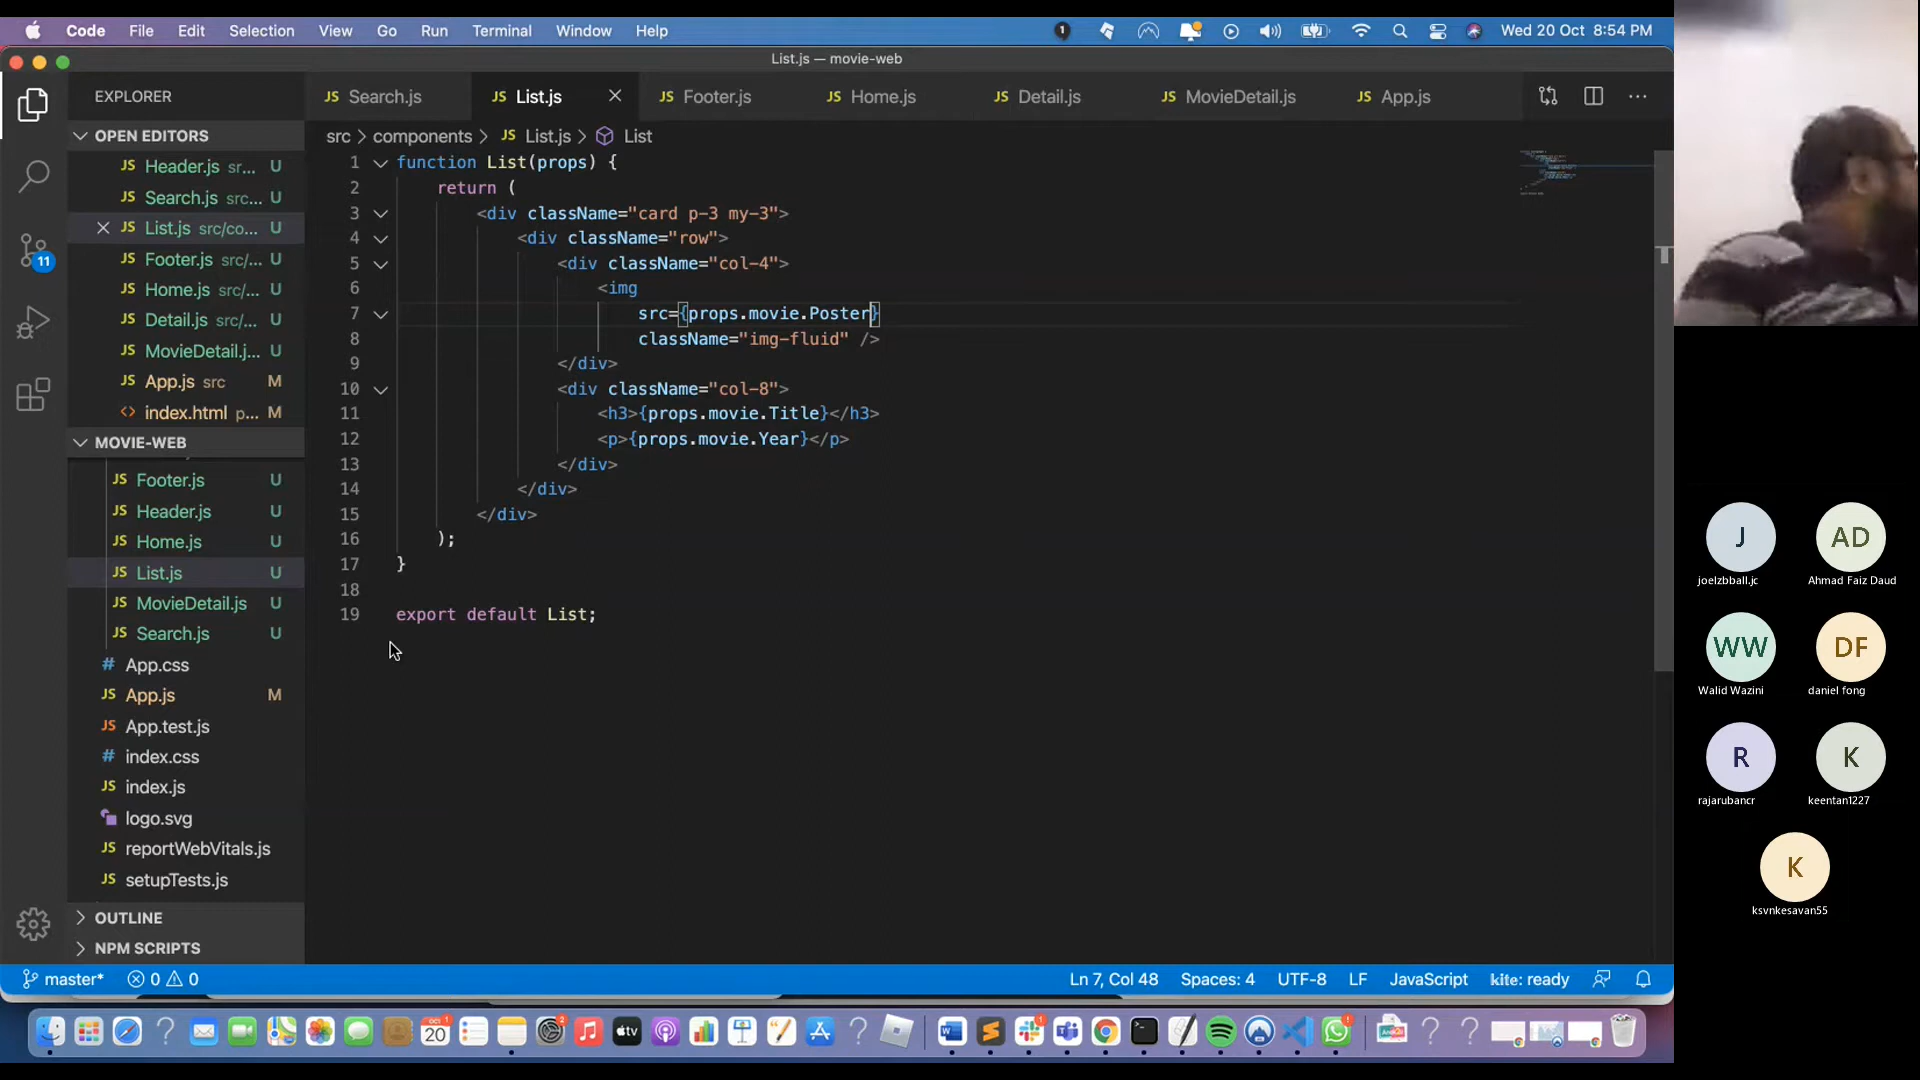 Code File Edit Selection View Go Run Terminal Window Help
1
Wed 20 Oct 8:54 PM
List.js — movie-web
EXPLORER
OPEN EDITORS
JS Header.js sr... U
JS Search.js src... U
JS List.js src/co... U
JS Footer.js src/... U
JS Home.js src/... U
JS Detail.js src/... U
JS MovieDetail.j... U
JS App.js src M
<> index.html p... M
MOVIE-WEB
JS Footer.js U
JS Header.js U
JS Home.js U
JS List.js U
JS MovieDetail.js U
JS Search.js U
# App.css
JS App.js M
JS App.test.js
# index.css
JS index.js
logo.svg
JS reportWebVitals.js
JS setupTests.js
OUTLINE
NPM SCRIPTS
11
JS Search.js JS List.js JS Footer.js JS Home.js JS Detail.js JS MovieDetail.js JS App.js
src > components > JS List.js > List
1 function List(props) {
2 return (
3 <div className="card p-3 my-3">
4 <div className="row">
5 <div className="col-4">
6 <img
7 src={props.movie.Poster}
8 className="img-fluid" />
9 </div>
10 <div className="col-8">
11 <h3>{props.movie.Title}</h3>
12 <p>{props.movie.Year}</p>
13 </div>
14 </div>
15 </div>
16 );
17 }
18
19 export default List;
master* 0 0
Ln 7, Col 48 Spaces: 4 UTF-8 LF JavaScript kite: ready
20
tv
J
joelzbball.jc
AD
Ahmad Faiz Daud
WW
Walid Wazini
DF
daniel fong
R
rajarubancr
K
keentan1227
K
ksvnkesavan55